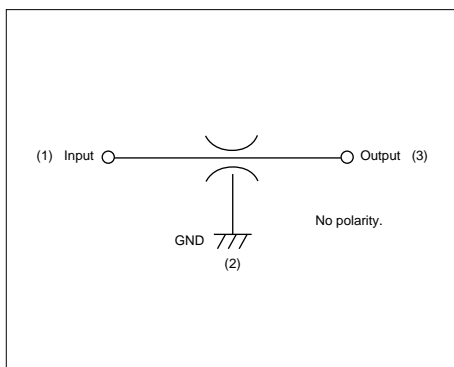 (1) Input Output (3)
No polarity.
GND
(2)